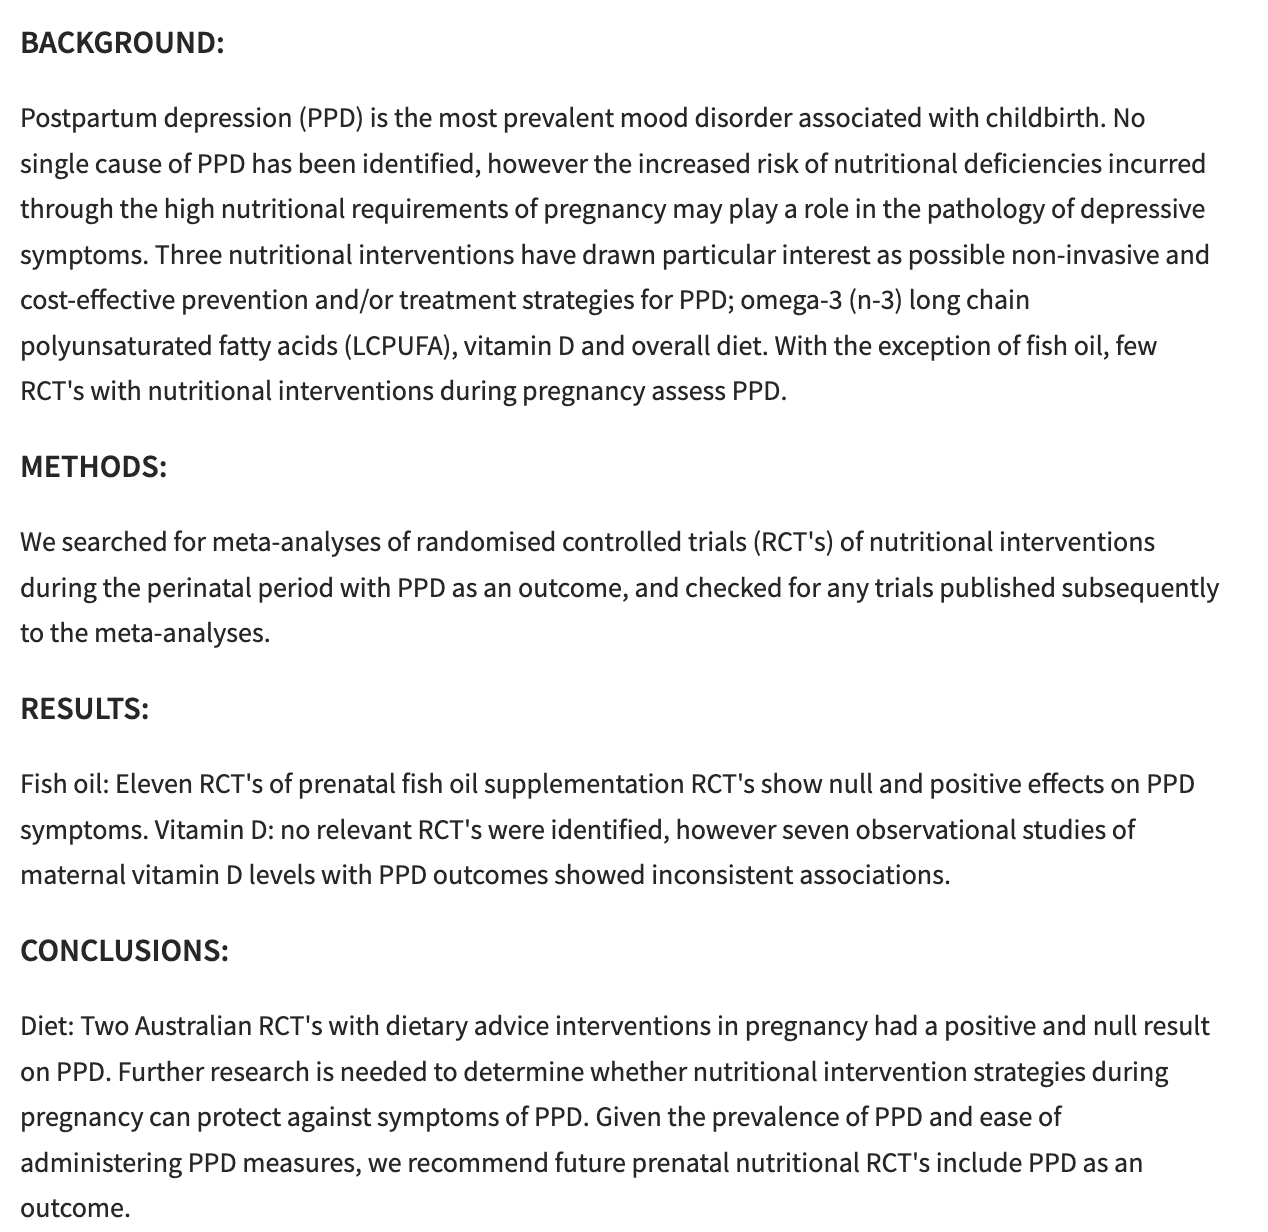 BACKGROUND:
Postpartum depression (PPD) is the most prevalent mood disorder associated with childbirth. No
single cause of PPD has been identified, however the increased risk of nutritional deficiencies incurred
through the high nutritional requirements of pregnancy may play a role in the pathology of depressive
symptoms. Three nutritional interventions have drawn particular interest as possible non-invasive and
cost-effective prevention and/or treatment strategies for PPD; omega-3 (n-3) long chain
polyunsaturated fatty acids (LCPUFA), vitamin D and overall diet. With the exception of fish oil, few
RCT's with nutritional interventions during pregnancy assess PPD.
METHODS:
We searched for meta-analyses of randomised controlled trials (RCT's) of nutritional interventions
during the perinatal period with PPD as an outcome, and checked for any trials published subsequently
to the meta-analyses.
RESULTS:
Fish oil: Eleven RCT's of prenatal fish oil supplementation RCT's show null and positive effects on PPD
symptoms. Vitamin D: no relevant RCT's were identified, however seven observational studies of
maternal vitamin D levels with PPD outcomes showed inconsistent associations.
CONCLUSIONS:
Diet: Two Australian RCT's with dietary advice interventions in pregnancy had a positive and null result
on PPD. Further research is needed to determine whether nutritional intervention strategies during
pregnancy can protect against symptoms of PPD. Given the prevalence of PPD and ease of
administering PPD measures, we recommend future prenatal nutritional RCT's include PPD as an
outcome.